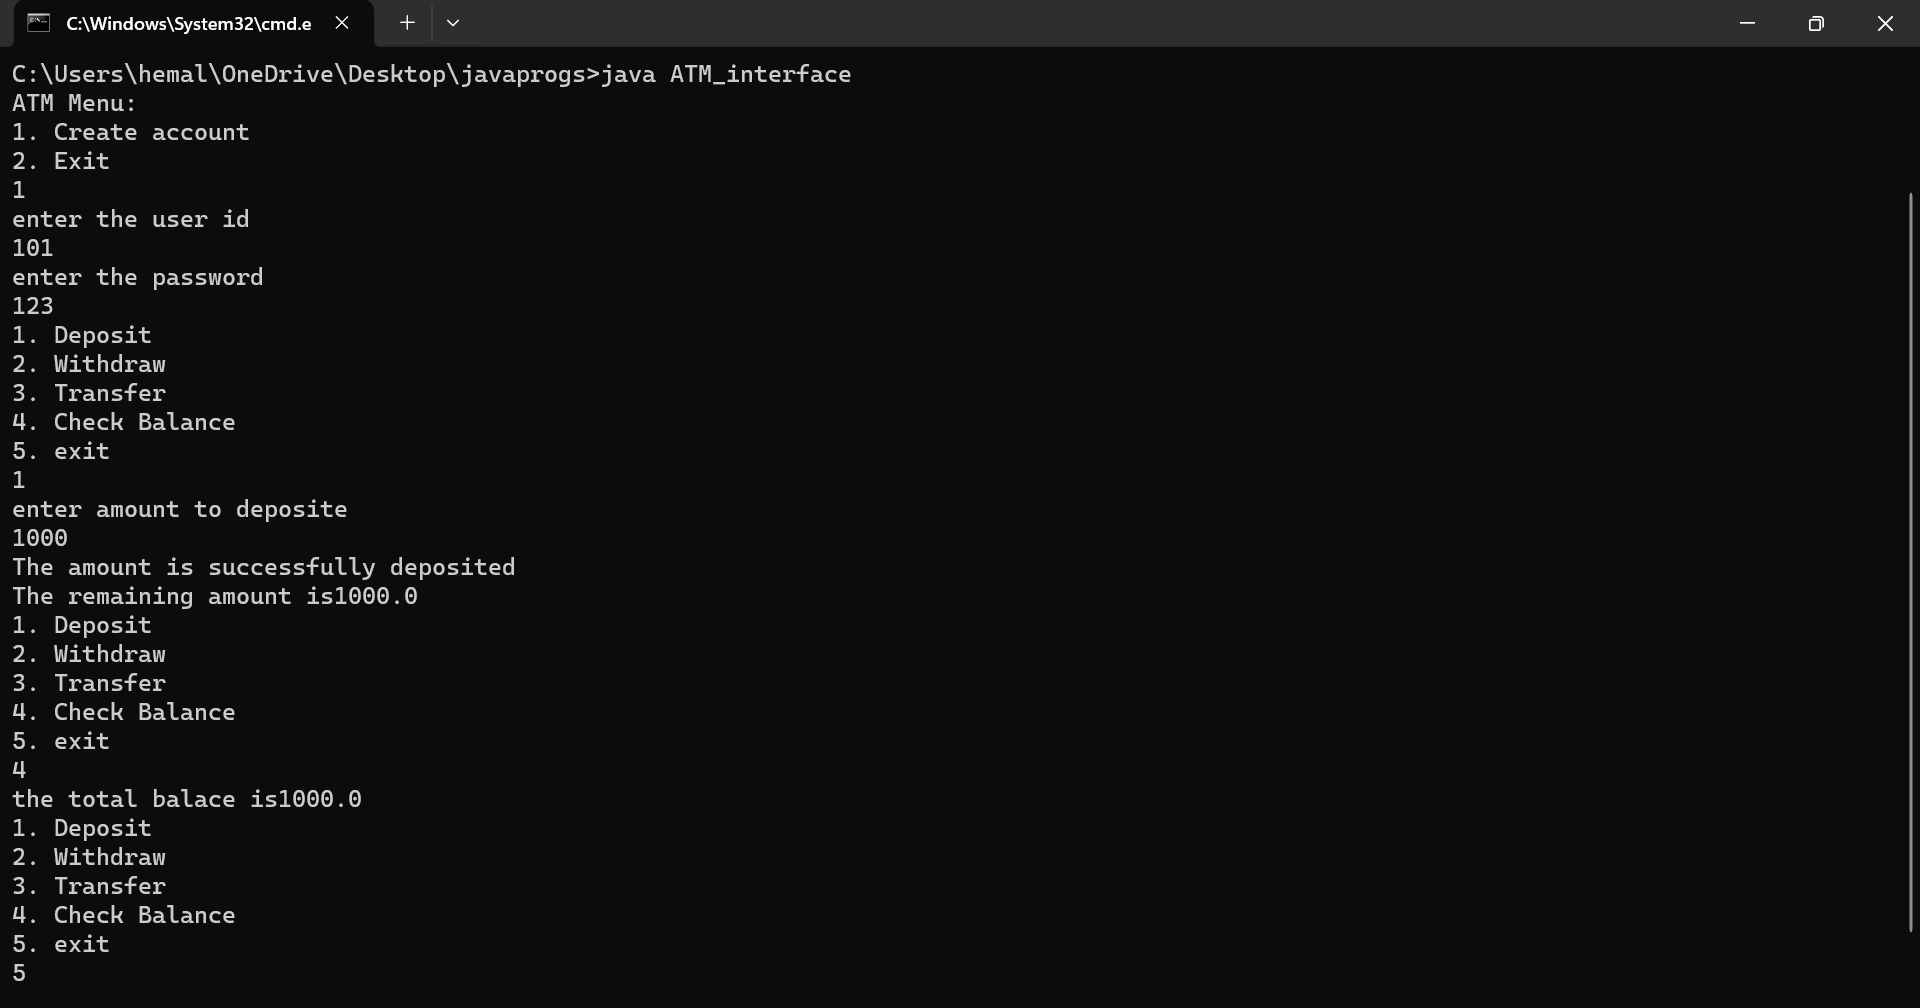 C:\Windows\System32\cmd.e
C:\Users\hemal\OneDrive\Desktop\javaprogs>java ATM_interface
ATM Menu:
1. Create account
2. Exit
1
enter the user id
101
enter the password
123
1. Deposit
2. Withdraw
3. Transfer
4. Check Balance
5. exit
1
enter amount to deposite
1000
The amount is successfully deposited
The remaining amount is1000.0
1. Deposit
2. Withdraw
3. Transfer
4. Check Balance
5. exit
4
the total balace is1000.0
1. Deposit
2. Withdraw
3. Transfer
4. Check Balance
5. exit
5